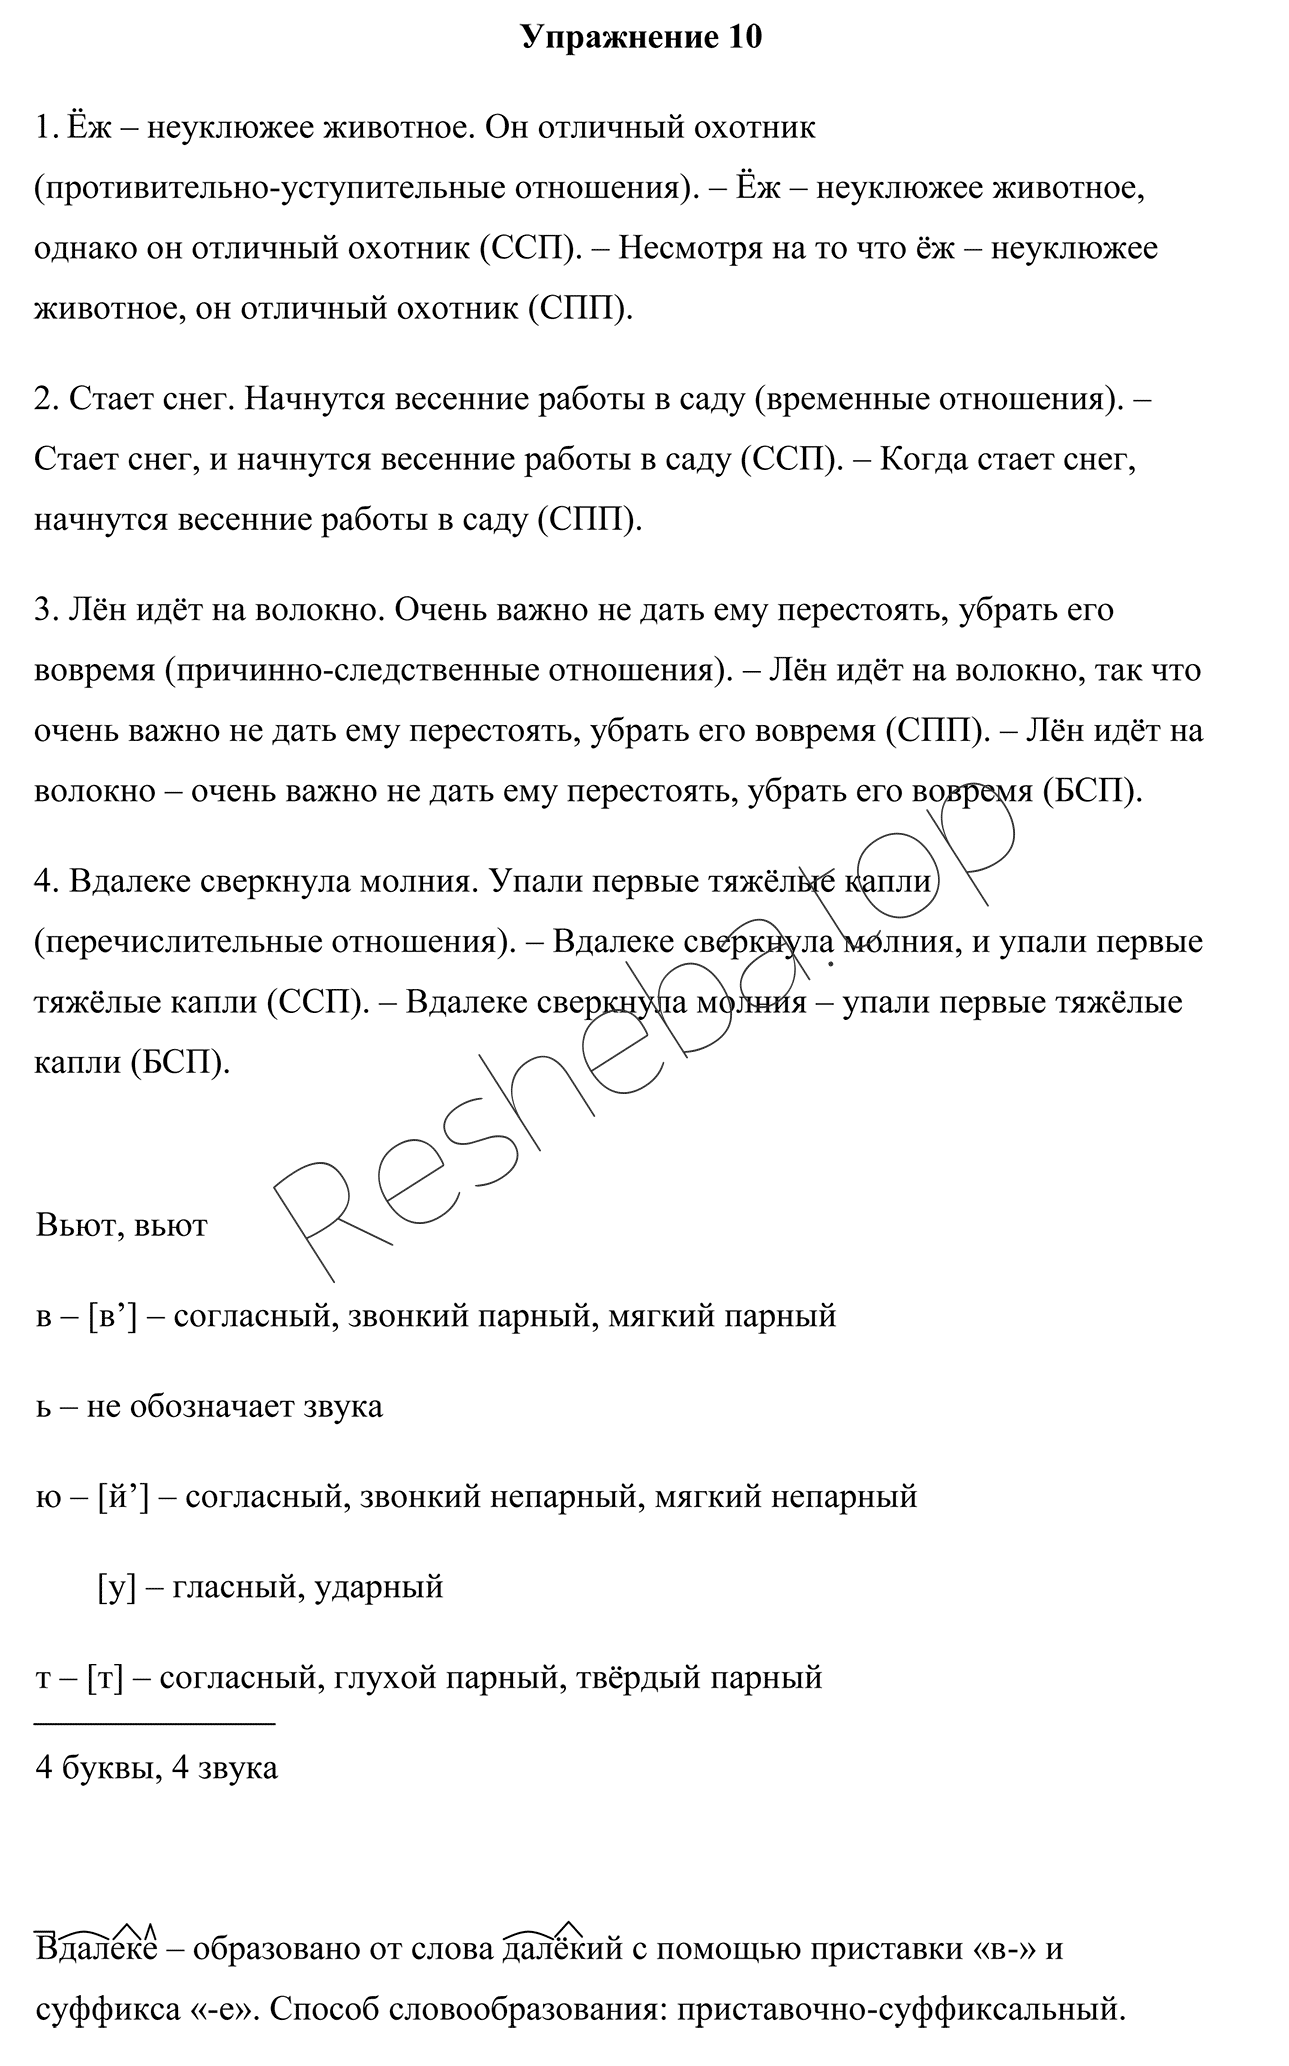 Упражнение 10
1. Ёж – неуклюжее животное. Он отличный охотник
(противительно-уступительные отношения). – Ёж – неуклюжее животное,
однако он отличный охотник (ССП). – Несмотря на то что ёж – неуклюжее
животное, он отличный охотник (СПП).
2. Стает снег. Начнутся весенние работы в саду (временные отношения). –
Стает снег, и начнутся весенние работы в саду (ССП). – Когда стает снег,
начнутся весенние работы в саду (СПП).
3. Лён идёт на волокно. Очень важно не дать ему перестоять, убрать его
вовремя (причинно-следственные отношения). – Лён идёт на волокно, так что
очень важно не дать ему перестоять, убрать его вовремя (СПП). – Лён идёт на
волокно – очень важно не дать ему перестоять, убрать его вовремя (БСП).
4. Вдалеке сверкнула молния. Упали первые тяжёлые капли
(перечислительные отношения). – Вдалеке сверкнула молния, и упали первые
тяжёлые капли (ССП). – Вдалеке сверкнула молния – упали первые тяжёлые
капли (БСП).
Resheba.top
Вьют, вьют
в – [в’] – согласный, звонкий парный, мягкий парный
ь – не обозначает звука
ю – [й’] – согласный, звонкий непарный, мягкий непарный
[у] – гласный, ударный
т – [т] – согласный, глухой парный, твёрдый парный
4 буквы, 4 звука
Вдалеке – образовано от слова далёкий с помощью приставки «в-» и
суффикса «-е». Способ словообразования: приставочно-суффиксальный.